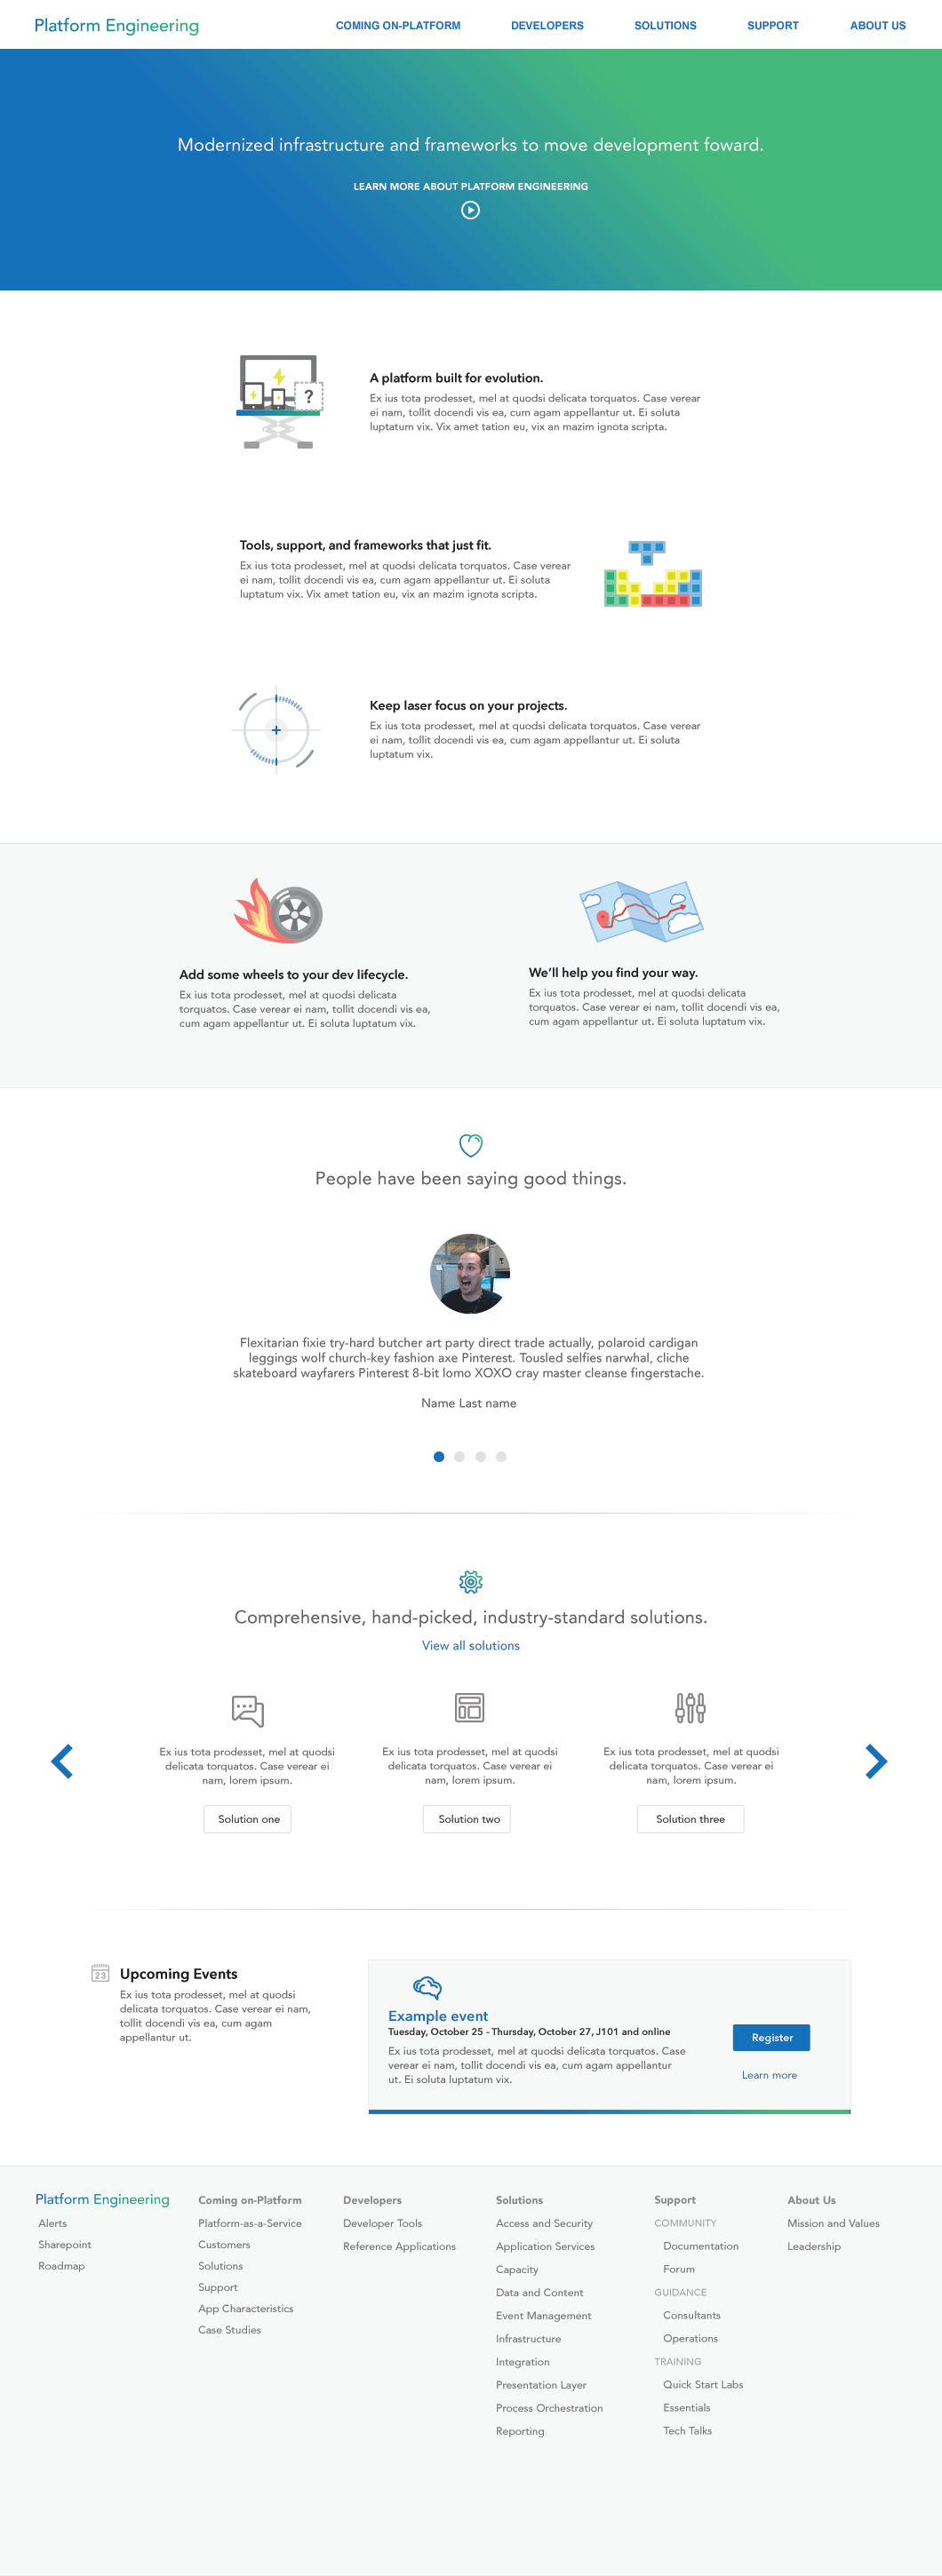 Platform Engineering
COMING ON-PLATFORM
DEVELOPERS
SOLUTIONS
SUPPORT
ABOUT US
Modernized infrastructure and frameworks to move development foward.
LEARN MORE ABOUT PLATFORM ENGINEERING
?
A platform built for evolution.
Ex ius tota prodesset, mel at quodsi delicata torquatos. Case verear
ei nam, tollit docendi vis ea, cum agam appellantur ut. Ei soluta
luptatum vix. Vix amet tation eu, vix an mazim ignota scripta.
Tools, support, and frameworks that just fit.
Ex ius tota prodesset, mel at quodsi delicata torquatos. Case verear
ei nam, tollit docendi vis ea, cum agam appellantur ut. Ei soluta
luptatum vix. Vix amet tation eu, vix an mazim ignota scripta.
Keep laser focus on your projects.
Ex ius tota prodesset, mel at quodsi delicata torquatos. Case verear
ei nam, tollit docendi vis ea, cum agam appellantur ut. Ei soluta
luptatum vix.
Add some wheels to your dev lifecycle.
Ex ius tota prodesset, mel at quodsi delicata
torquatos. Case verear ei nam, tollit docendi vis ea,
cum agam appellantur ut. Ei soluta luptatum vix.
We'll help you find your way.
Ex ius tota prodesset, mel at quodsi delicata
torquatos. Case verear ei nam, tollit docendi vis ea,
cum agam appellantur ut. Ei soluta luptatum vix.
People have been saying good things.
Flexitarian fixie try-hard butcher art party direct trade actually, polaroid cardigan
leggings wolf church-key fashion axe Pinterest. Tousled selfies narwhal, cliche
skateboard wayfarers Pinterest 8-bit lomo XOXO cray master cleanse fingerstache.
Name Last name
Comprehensive, hand-picked, industry-standard solutions.
View all solutions
Ex ius tota prodesset, mel at quodsi
delicata torquatos. Case verear ei
nam, lorem ipsum.
Solution one
Ex ius tota prodesset, mel at quodsi
delicata torquatos. Case verear ei
nam, lorem ipsum.
Solution two
Ex ius tota prodesset, mel at quodsi
delicata torquatos. Case verear ei
nam, lorem ipsum.
Solution three
23
Upcoming Events
Ex ius tota prodesset, mel at quodsi
delicata torquatos. Case verear ei nam,
tollit docendi vis ea, cum agam
appellantur ut.
Example event
Tuesday, October 25 - Thursday, October 27, J101 and online
Ex ius tota prodesset, mel at quodsi delicata torquatos. Case
verear ei nam, tollit docendi vis ea, cum agam appellantur
ut. Ei soluta luptatum vix.
Register
Learn more
Platform Engineering
Alerts
Sharepoint
Roadmap
Coming on-Platform
Platform-as-a-Service
Customers
Solutions
Support
App Characteristics
Case Studies
Developers
Developer Tools
Reference Applications
Solutions
Access and Security
Application Services
Capacity
Data and Content
Event Management
Infrastructure
Integration
Presentation Layer
Process Orchestration
Reporting
Support
COMMUNITY
Documentation
Forum
GUIDANCE
Consultants
Operations
TRAINING
Quick Start Labs
Essentials
Tech Talks
About Us
Mission and Values
Leadership